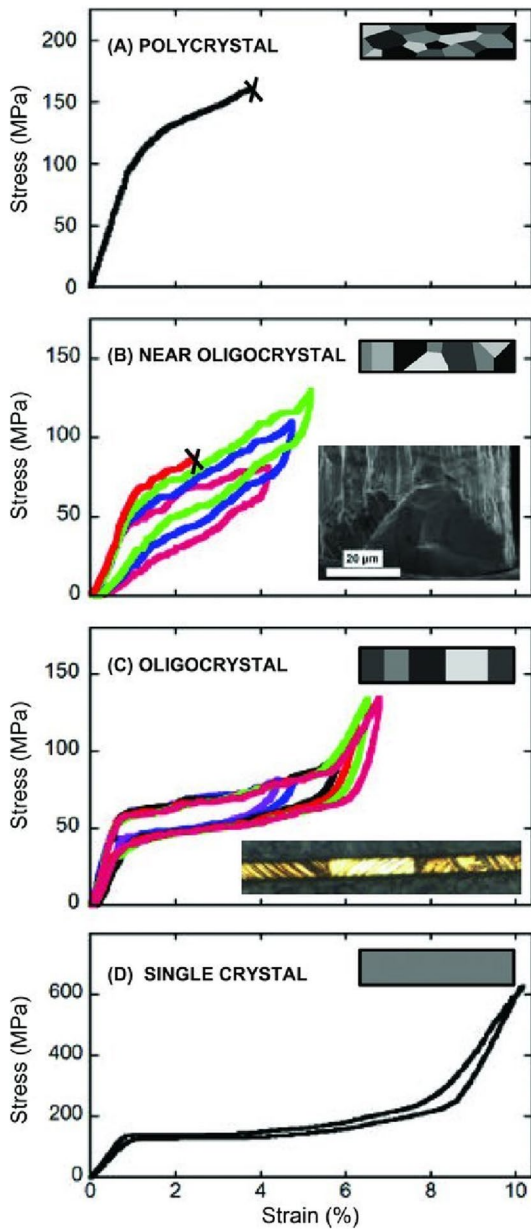 200
(A) POLYCRYSTAL
150
100
50
0
Stress (MPa)
X
150
(B) NEAR OLIGOCRYSTAL
100
50
0
Stress (MPa)
X
20 µm
150
(C) OLIGOCRYSTAL
100
50
0
Stress (MPa)
(D) SINGLE CRYSTAL
600
400
200
0
Stress (MPa)
0 2 4 6 8 10
Strain (%)